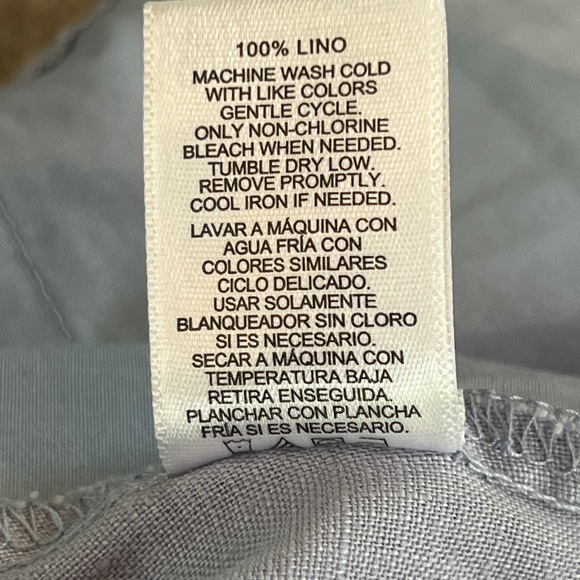 100% LINO
MACHINE WASH COLD
WITH LIKE COLORS
GENTLE CYCLE.
ONLY NON-CHLORINE
BLEACH WHEN NEEDED.
TUMBLE DRY LOW.
REMOVE PROMPTLY.
COOL IRON IF NEEDED.
LAVAR A MÁQUINA CON
AGUA FRÍA CON
COLORES SIMILARES
CICLO DELICADO.
USAR SOLAMENTE
BLANQUEADOR SIN CLORO
SI ES NECESARIO.
SECAR A MÁQUINA CON
TEMPERATURA BAJA
RETIRA ENSEGUIDA.
PLANCHAR CON PLANCHA
FRÍA SI ES NECESARIO.